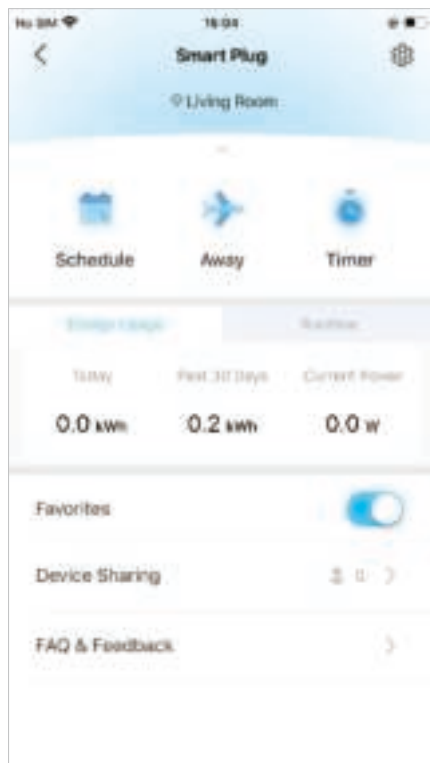 No SIM 16:04
Smart Plug
Living Room
Schedule Away Timer
Energy Usage Runtime
Today Past 30 Days Current Power
0.0 kWh 0.2 kWh 0.0 W
Favorites
Device Sharing 0
FAQ & Feedback